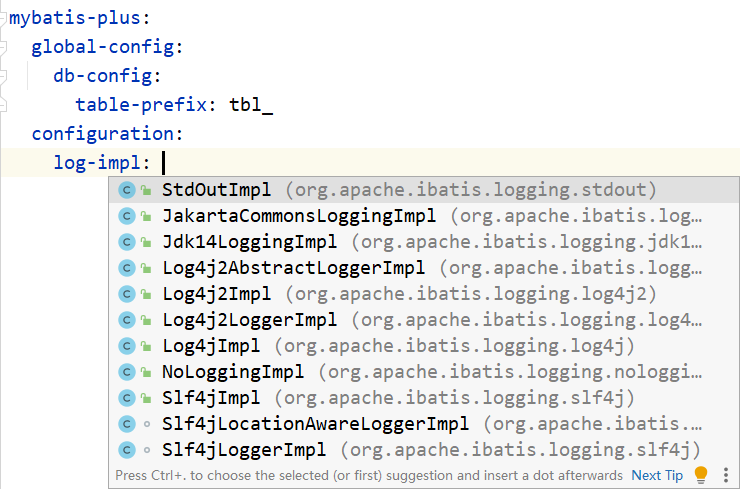 mybatis-plus:
global-config:
db-config:
table-prefix: tbl_
configuration:
log-impl:
StdOutImpl (org.apache.ibatis.logging.stdout)
JakartaCommonsLoggingImpl (org.apache.ibatis.log…
Jdk14LoggingImpl (org.apache.ibatis.logging.jdk1…
Log4j2AbstractLoggerImpl (org.apache.ibatis.logg…
Log4j2Impl (org.apache.ibatis.logging.log4j2)
Log4j2LoggerImpl (org.apache.ibatis.logging.log4…
Log4jImpl (org.apache.ibatis.logging.log4j)
NoLoggingImpl (org.apache.ibatis.logging.nologgi…
Slf4jImpl (org.apache.ibatis.logging.slf4j)
Slf4jLocationAwareLoggerImpl (org.apache.ibatis.…
Slf4jLoggerImpl (org.apache.ibatis.logging.slf4j)
Press Ctrl+. to choose the selected (or first) suggestion and insert a dot afterwards Next Tip